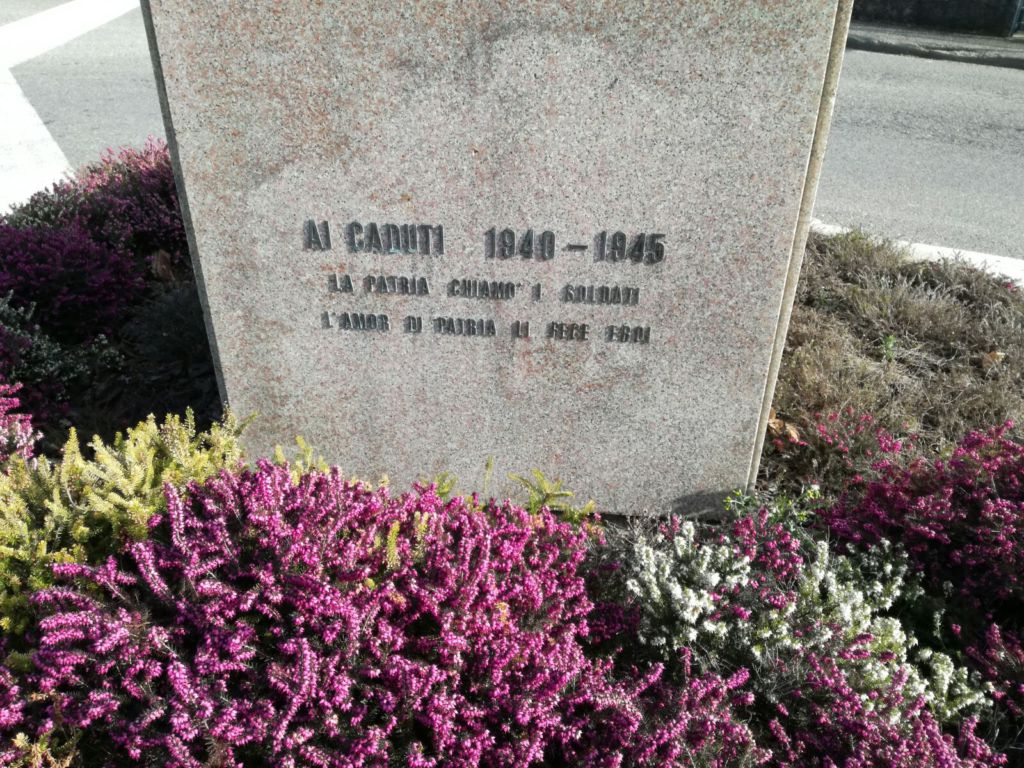 AI CADUTI 1940-1945
LA PATRIA CHIAMO' I SOLDATI
L'AMOR DI PATRIA LI FECE EROI